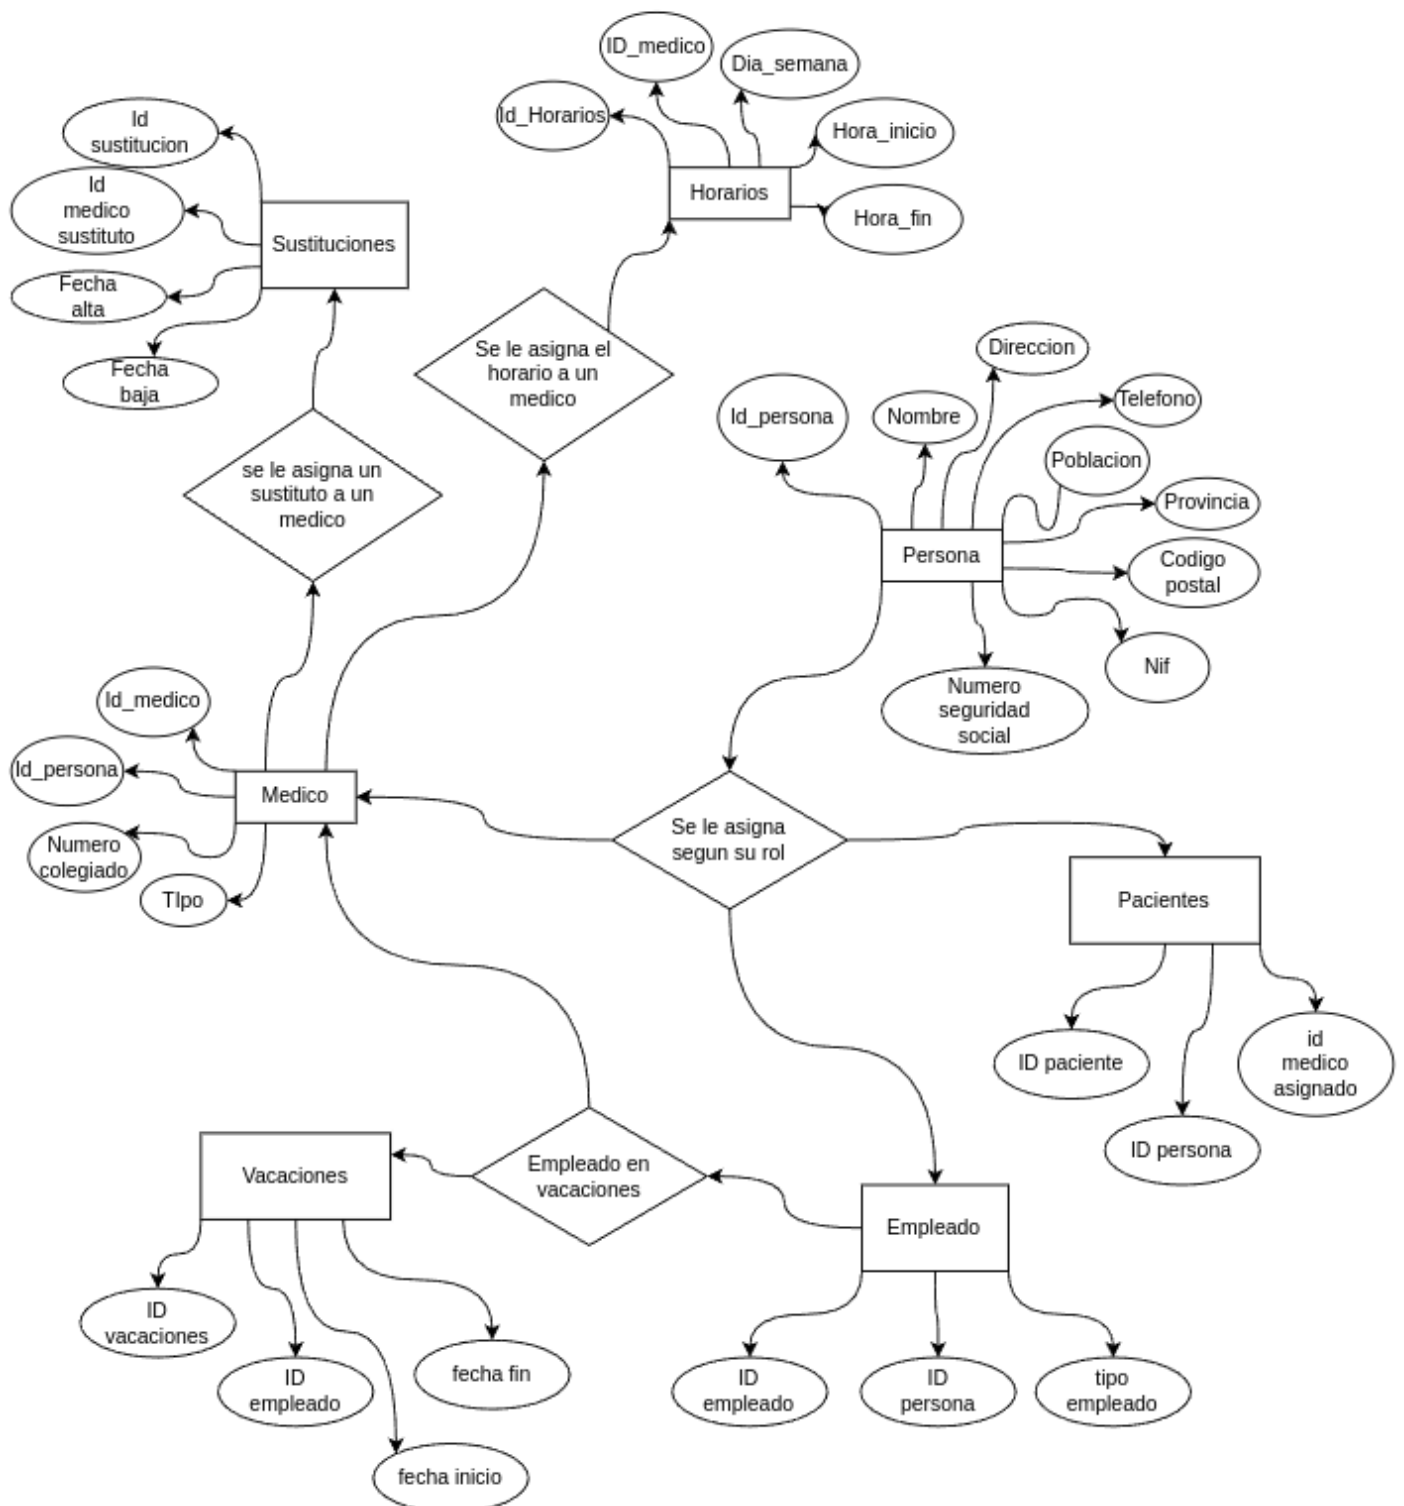 ID_medico
Dia_semana
Id_Horarios
Hora_inicio
Horarios
Hora_fin
Id
sustitucion
Id
medico
sustituto
Sustituciones
Fecha
alta
Fecha
baja
Se le asigna el
horario a un
medico
se le asigna un
sustituto a un
medico
Direccion
Telefono
Id_persona
Nombre
Poblacion
Provincia
Persona
Codigo
postal
Nif
Numero
seguridad
social
Id_medico
Id_persona
Medico
Numero
colegiado
TIpo
Se le asigna
segun su rol
Pacientes
ID paciente
id
medico
asignado
ID persona
Vacaciones
Empleado en
vacaciones
Empleado
ID
vacaciones
ID
empleado
fecha fin
fecha inicio
ID
empleado
ID
persona
tipo
empleado